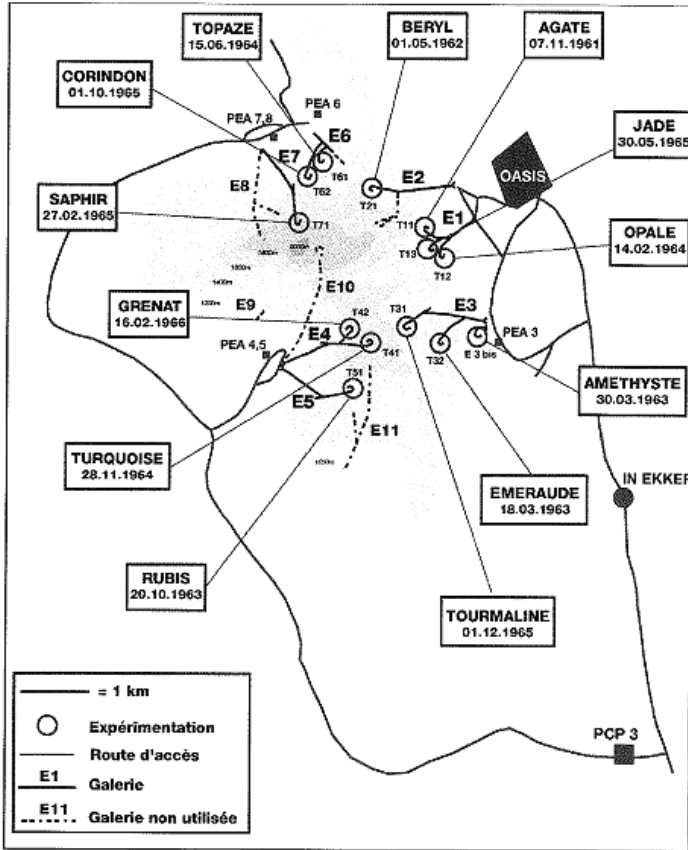 TOPAZE
15.06.1964
BERYL
01.05.1962
AGATE
07.11.1961
CORINDON
01.10.1965
PEA 6
PEA 7,8
JADE
30.05.1965
E6
E7
T61
T62
E8
E2
T21
OASIS
SAPHIR
27.02.1965
T71
T11
E1
T13
T12
OPALE
14.02.1964
E10
E9
GRENAT
16.02.1966
T42
T31
E3
E4
T41
T32
E 3 bis
PEA 3
PEA 4,5
T51
E5
AMETHYSTE
30.03.1963
E11
TURQUOISE
28.11.1964
EMERAUDE
18.03.1963
IN EKKER
RUBIS
20.10.1963
TOURMALINE
01.12.1965
PCP 3
= 1 km
Expérimentation
Route d'accès
E1 Galerie
E11 Galerie non utilisée